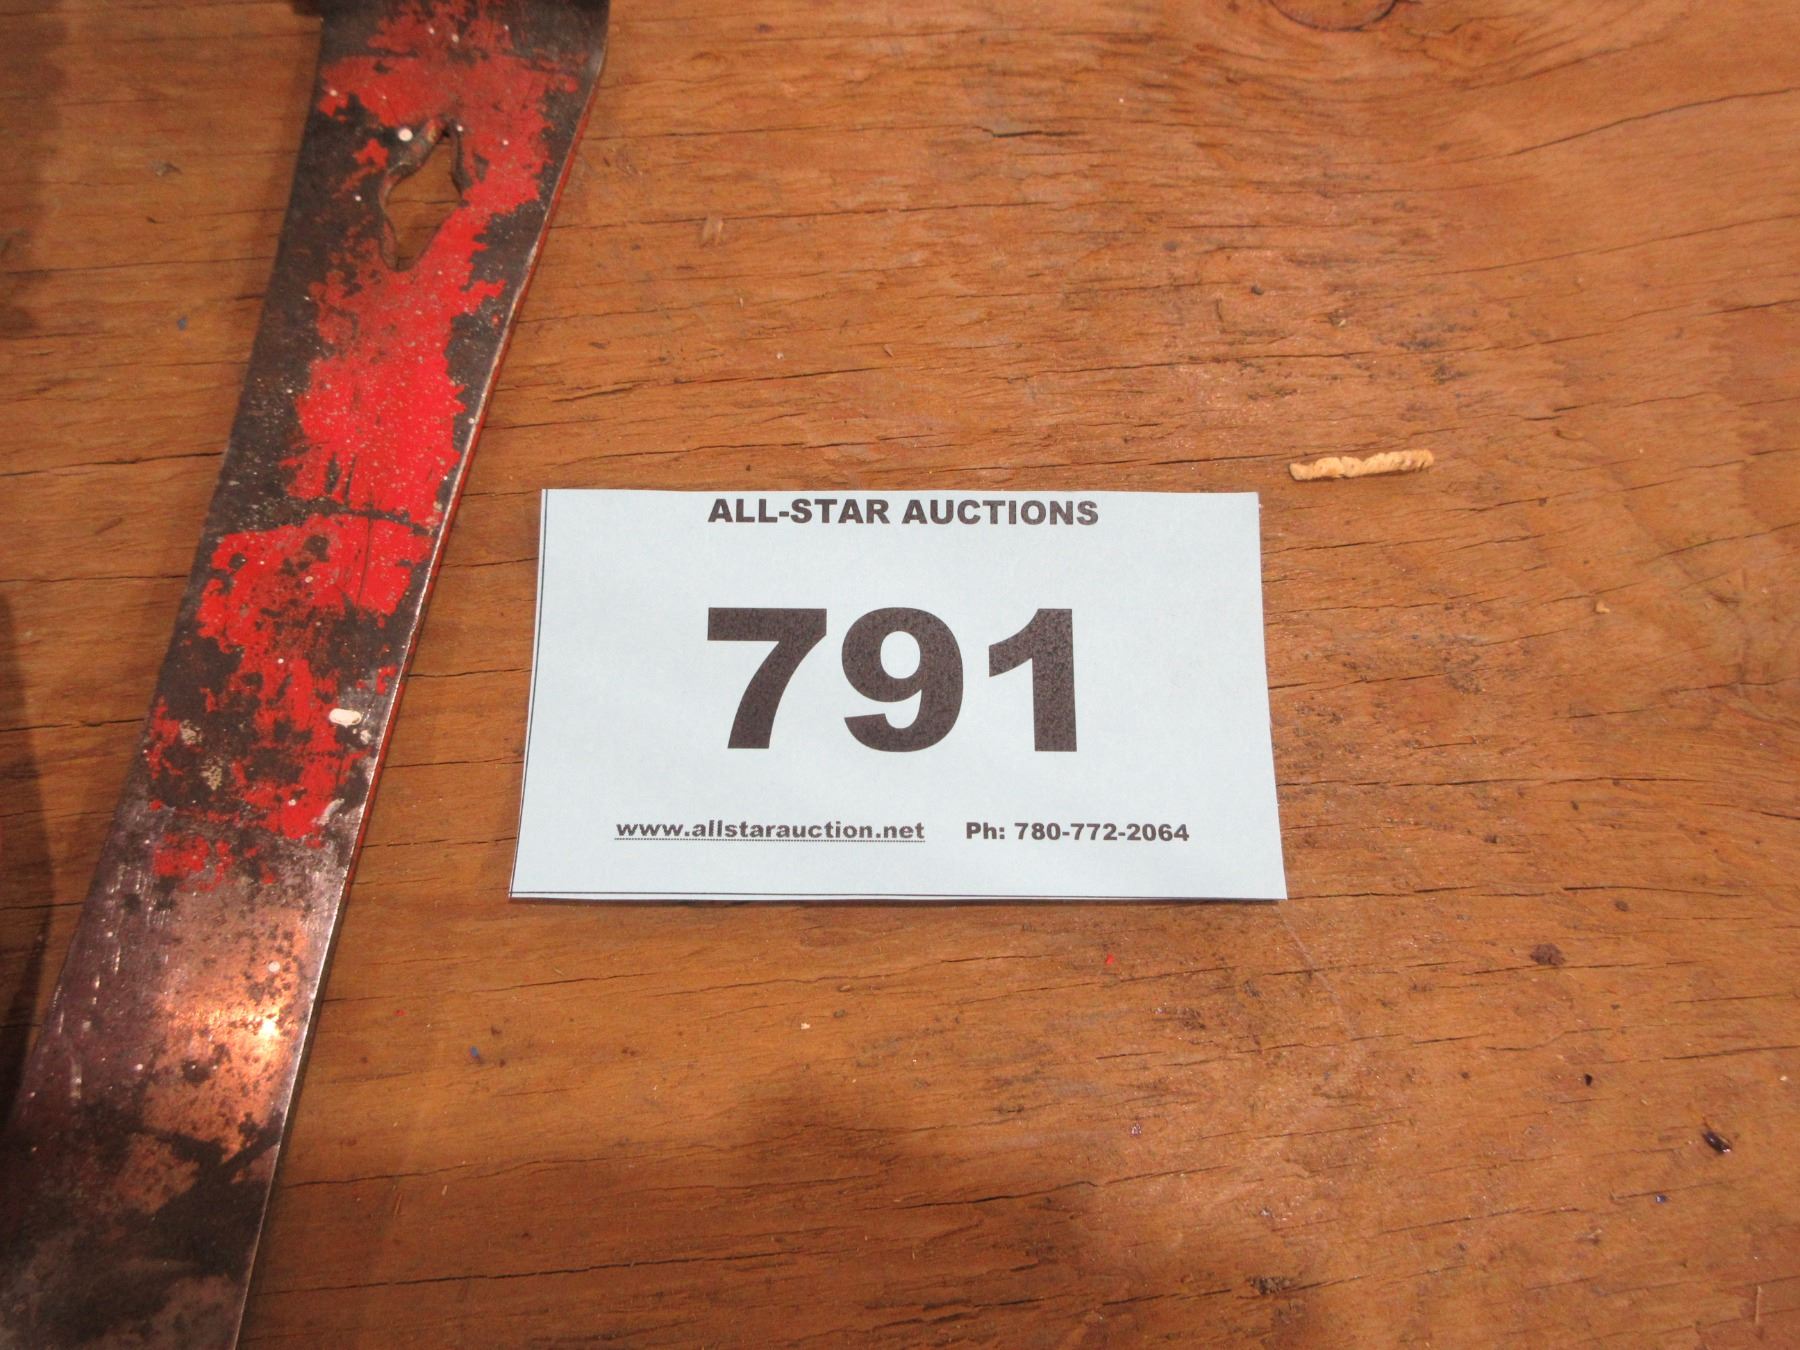 ALL-STAR AUCTIONS
791
www.allstarauction.net Ph: 780-772-2064